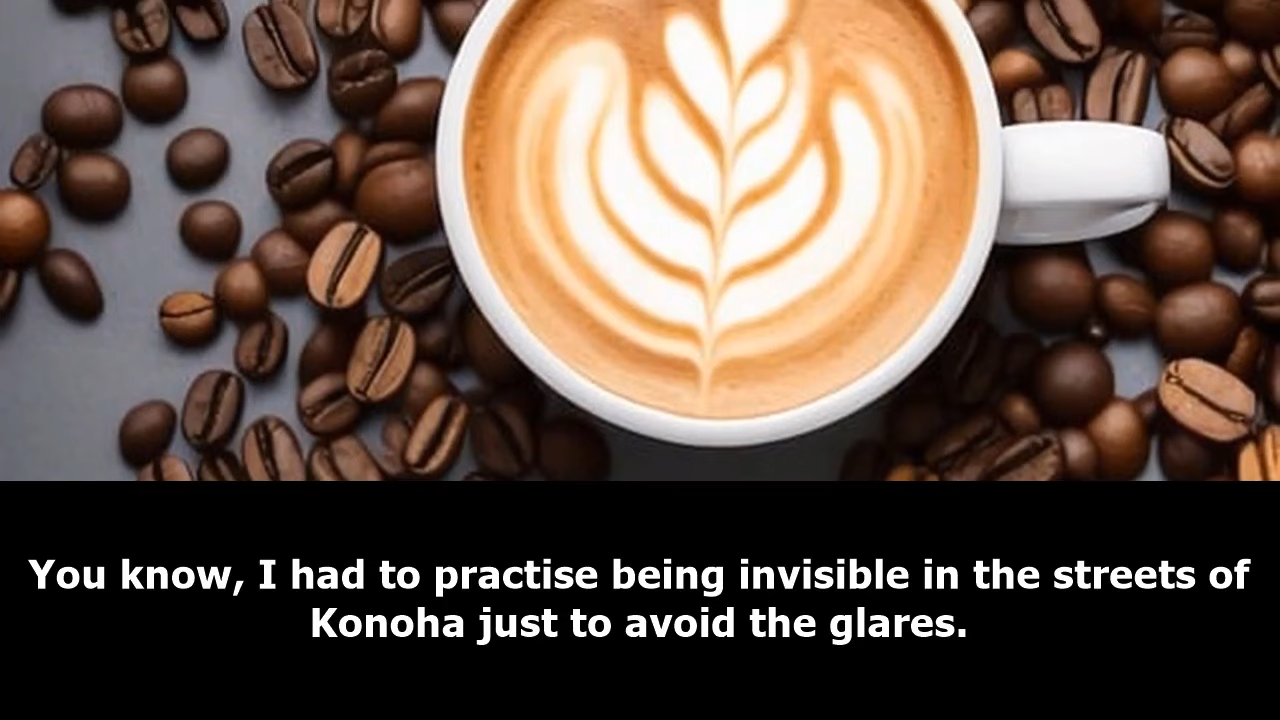 You know, I had to practise being invisible in the streets of
Konoha just to avoid the glares.